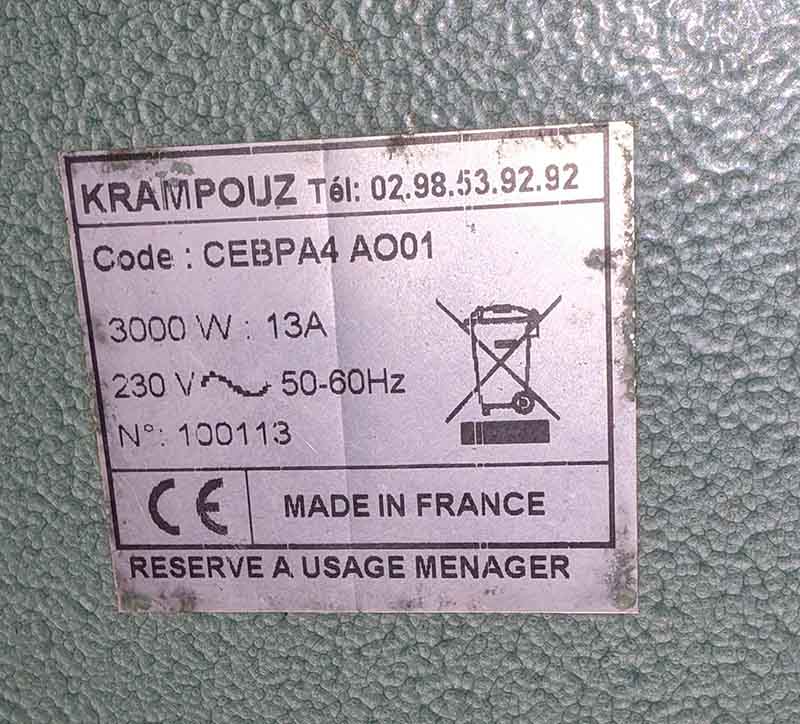 KRAMPOUZ Tél: 02.98.53.92.92
Code : CEBPA4 AO01
3000 W : 13A
230 V~ 50-60Hz
N°: 100113
CE MADE IN FRANCE
RESERVE A USAGE MENAGER